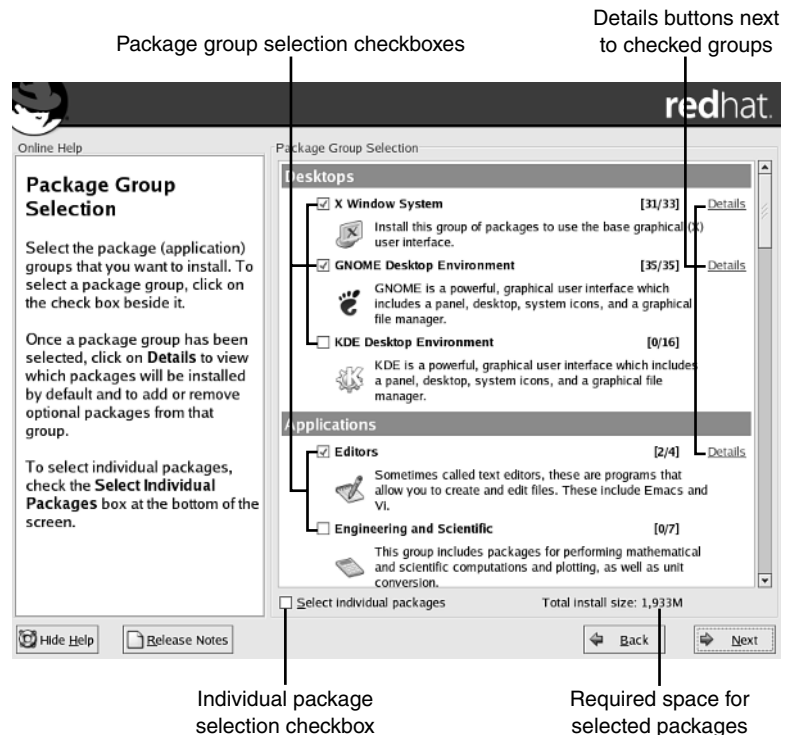 Details buttons next
to checked groups
Package group selection checkboxes
redhat.
Online Help
Package Group
Selection
Select the package (application)
groups that you want to install. To
select a package group, click on
the check box beside it.
Once a package group has been
selected, click on Details to view
which packages will be installed
by default and to add or remove
optional packages from that
group.
To select individual packages,
check the Select Individual
Packages box at the bottom of the
screen.
Package Group Selection
Desktops
X Window System [31/33] Details
Install this group of packages to use the base graphical (X)
user interface.
GNOME Desktop Environment [35/35] Details
GNOME is a powerful, graphical user interface which
includes a panel, desktop, system icons, and a graphical
file manager.
KDE Desktop Environment [0/16]
KDE is a powerful, graphical user interface which includes
a panel, desktop, system icons, and a graphical file
manager.
Applications
Editors [2/4] Details
Sometimes called text editors, these are programs that
allow you to create and edit files. These include Emacs and
VI.
Engineering and Scientific [0/7]
This group includes packages for performing mathematical
and scientific computations and plotting, as well as unit
conversion.
Select individual packages Total install size: 1,933M
Hide Help Release Notes Back Next
Individual package
selection checkbox
Required space for
selected packages